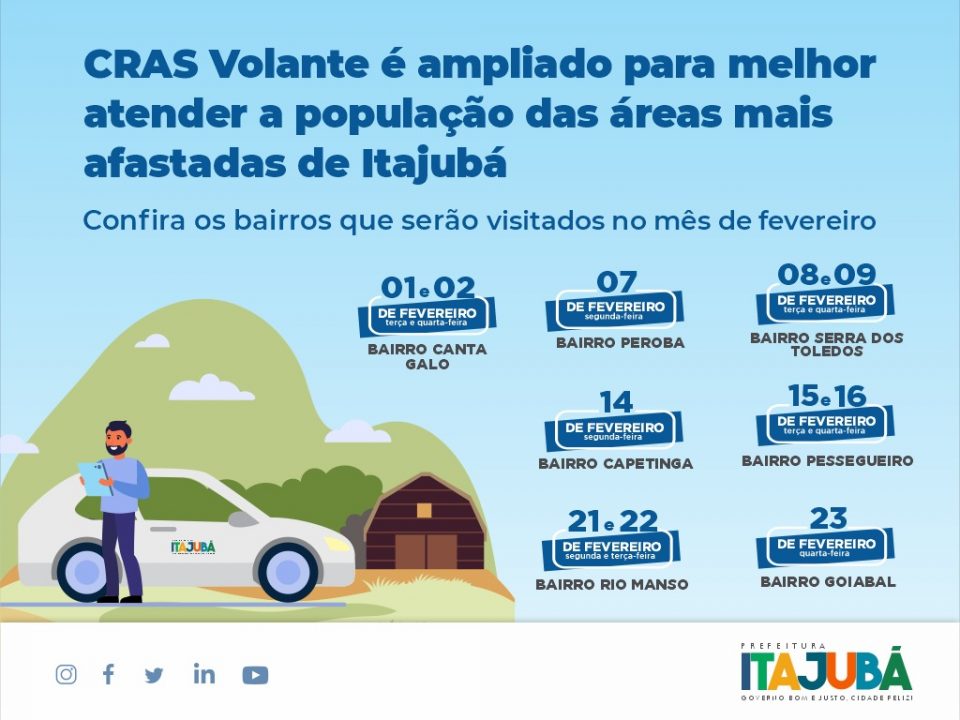 CRAS Volante é ampliado para melhor
atender a população das áreas mais
afastadas de Itajubá
Confira os bairros que serão visitados no mês de fevereiro
01 e 02
DE FEVEREIRO
terça e quarta-feira
BAIRRO CANTA
GALO
07
DE FEVEREIRO
segunda-feira
BAIRRO PEROBA
08 e 09
DE FEVEREIRO
terça e quarta-feira
BAIRRO SERRA DOS
TOLEDOS
14
DE FEVEREIRO
segunda-feira
BAIRRO CAPETINGA
15 e 16
DE FEVEREIRO
terça e quarta-feira
BAIRRO PESSEGUEIRO
21 e 22
DE FEVEREIRO
segunda e terça-feira
BAIRRO RIO MANSO
23
DE FEVEREIRO
quarta-feira
BAIRRO GOIABAL
ITAJUBÁ
PREFEITURA
ITAJUBÁ
GOVERNO BOM E JUSTO, CIDADE FELIZ!